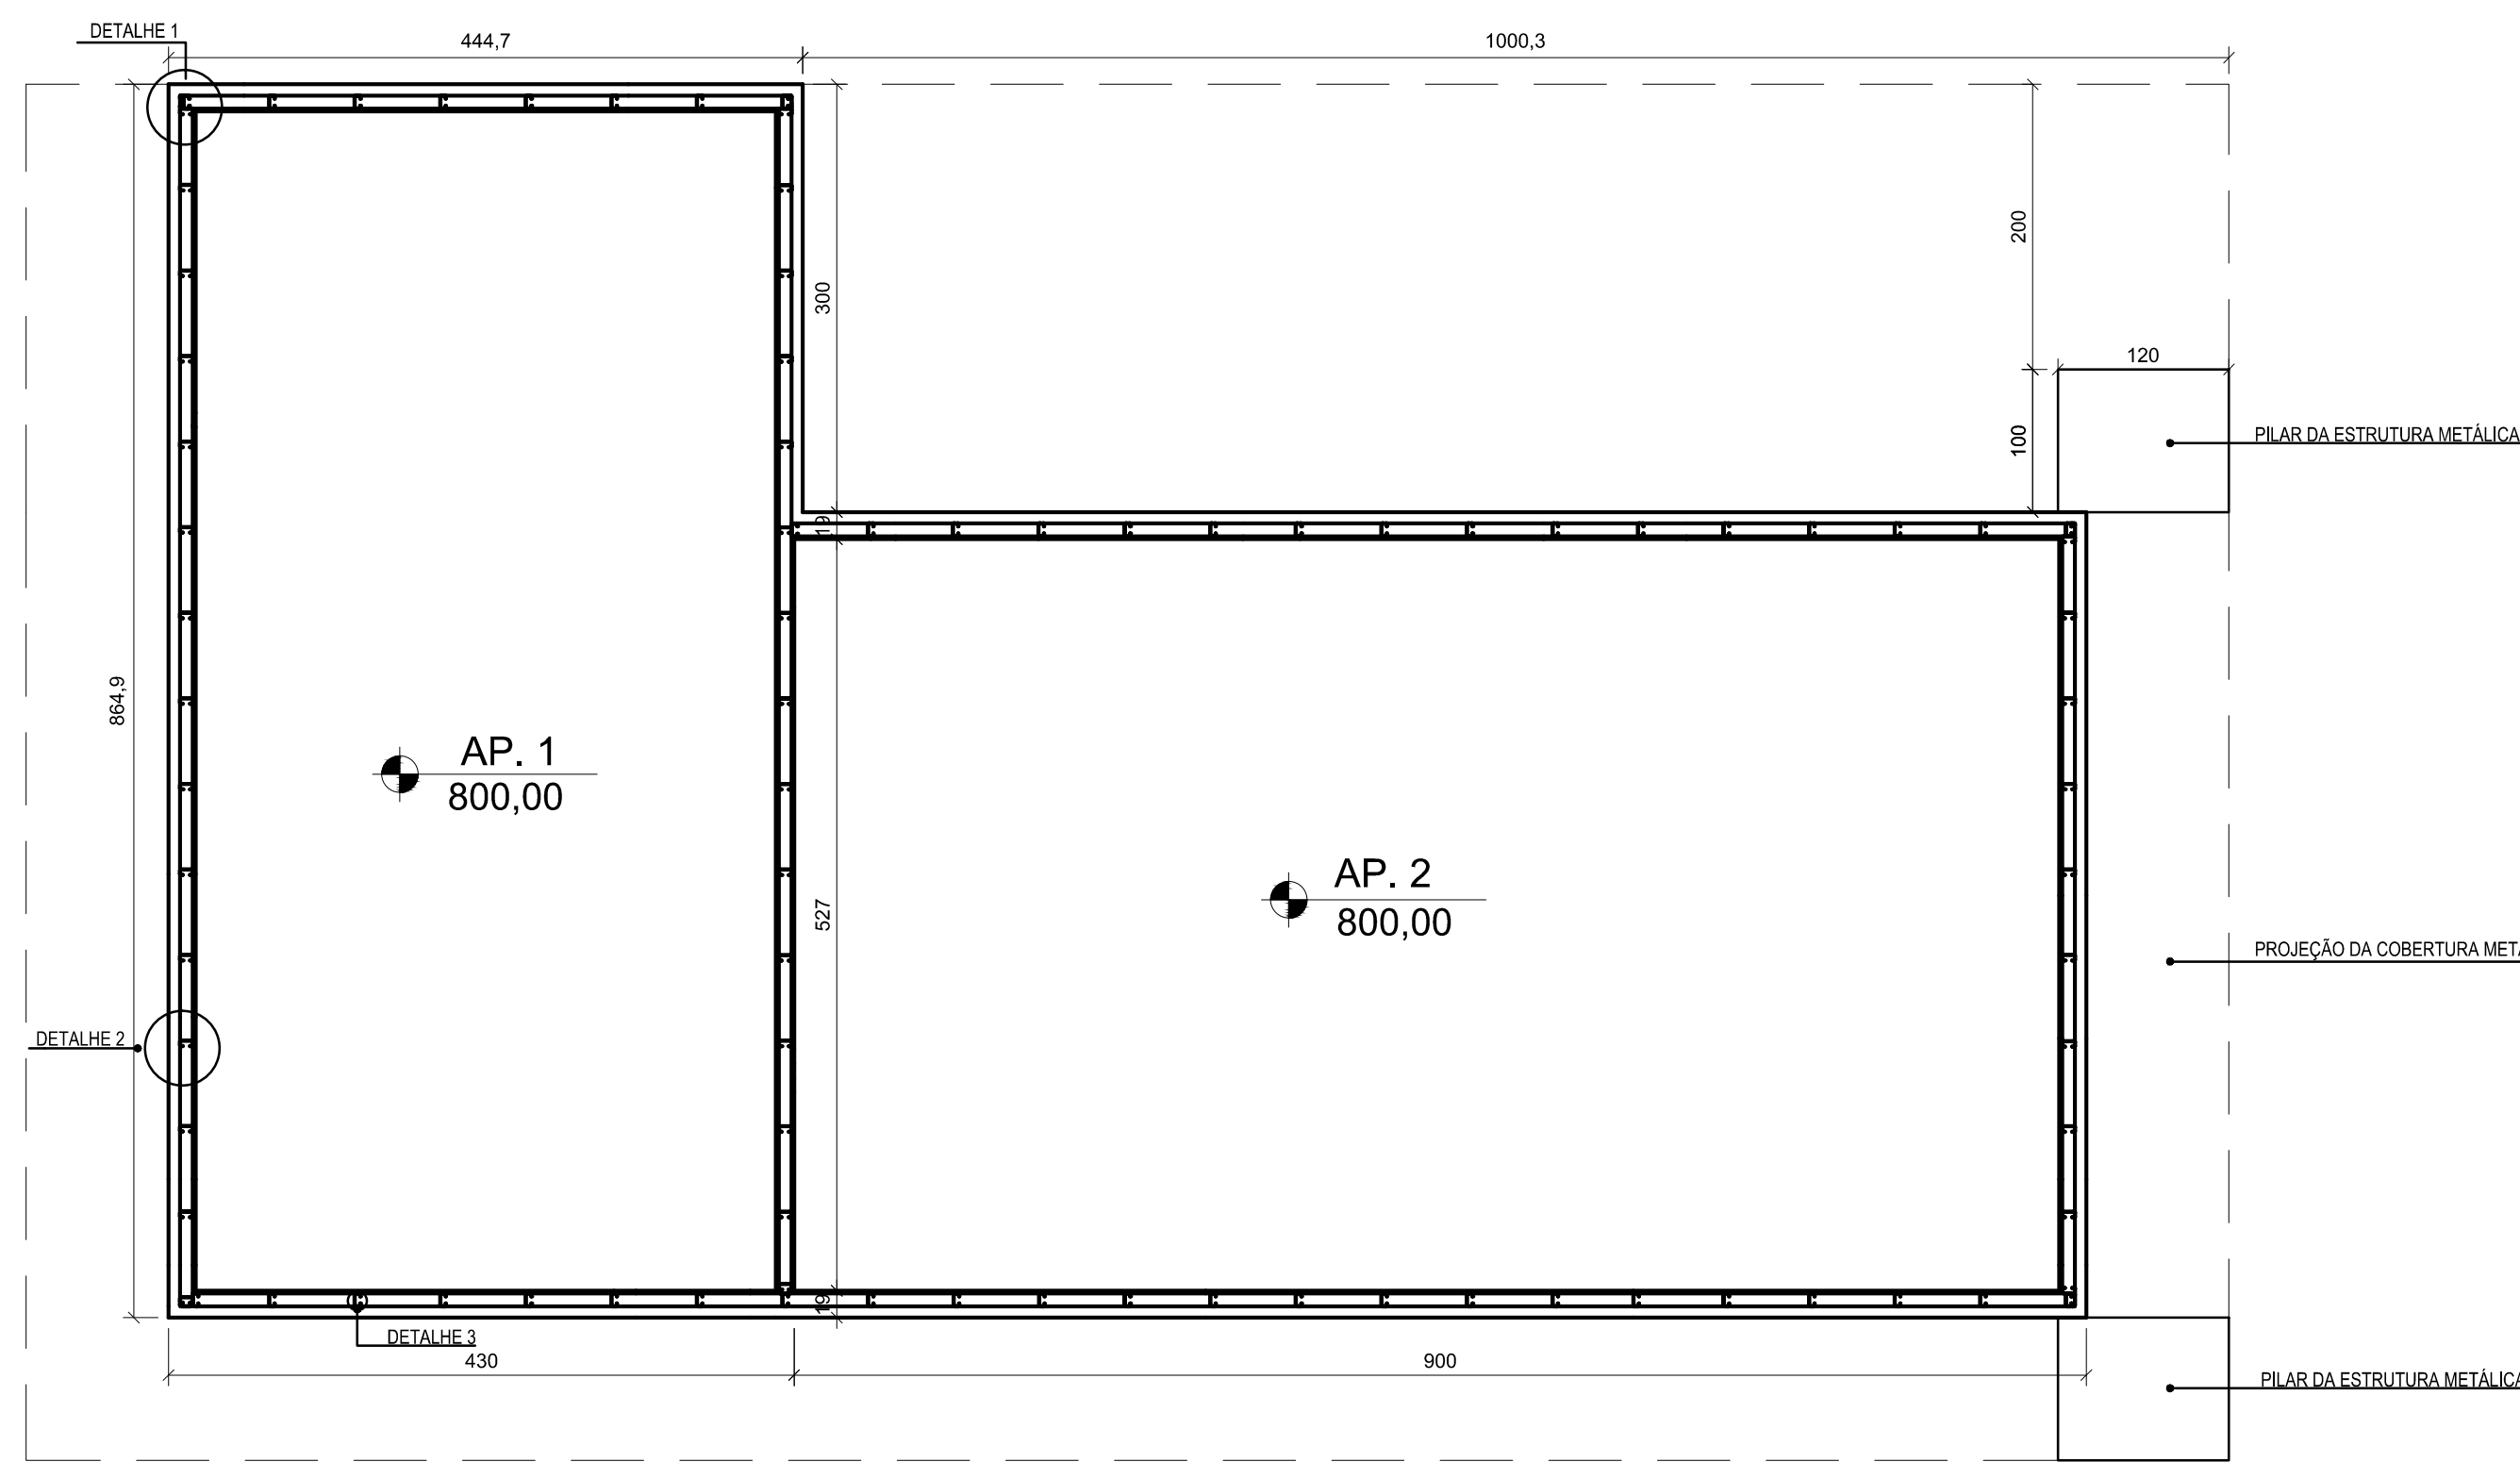 DETALHE 1
444,7
1000,3
200
300
120
100
PILAR DA ESTRUTURA METÁLICA
19
864,9
AP. 1
800,00
AP. 2
800,00
527
PROJEÇÃO DA COBERTURA
DETALHE 2
19
DETALHE 3
430
900
PILAR DA ESTRUTURA METÁLICA